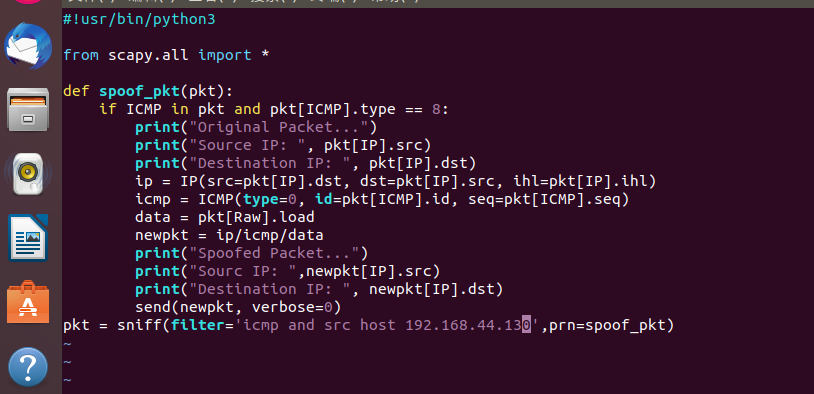 #!usr/bin/python3
from scapy.all import *
def spoof_pkt(pkt):
    if ICMP in pkt and pkt[ICMP].type == 8:
        print("Original Packet...")
        print("Source IP: ", pkt[IP].src)
        print("Destination IP: ", pkt[IP].dst)
        ip = IP(src=pkt[IP].dst, dst=pkt[IP].src, ihl=pkt[IP].ihl)
        icmp = ICMP(type=0, id=pkt[ICMP].id, seq=pkt[ICMP].seq)
        data = pkt[Raw].load
        newpkt = ip/icmp/data
        print("Spoofed Packet...")
        print("Sourc IP: ",newpkt[IP].src)
        print("Destination IP: ", newpkt[IP].dst)
        send(newpkt, verbose=0)
pkt = sniff(filter='icmp and src host 192.168.44.130',prn=spoof_pkt)
~
~
~